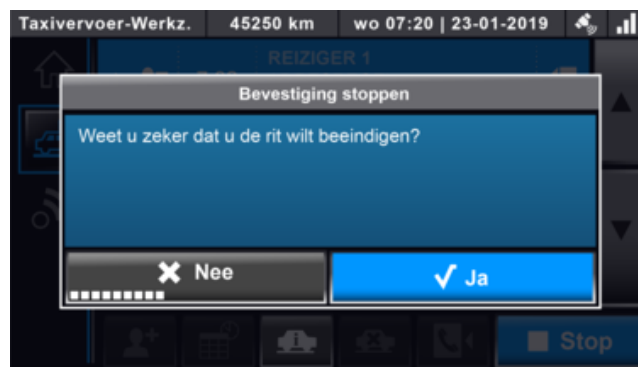 Taxivervoer-Werkz. 45250 km wo 07:20 | 23-01-2019
REIZIGER 1
Bevestiging stoppen
Weet u zeker dat u de rit wilt beeindigen?
Nee Ja
Stop